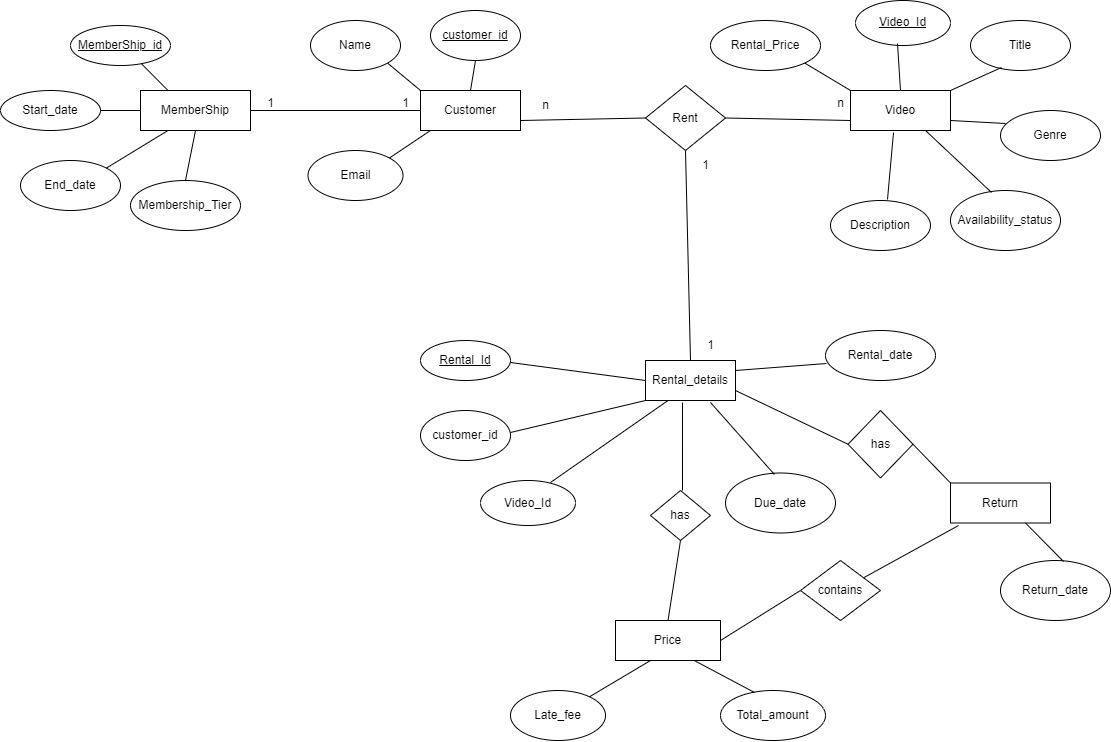 Video_Id
customer_id
MemberShip_id
Name
Rental_Price
Title
1
1
n
n
Start_date
MemberShip
Customer
Rent
Video
Genre
1
Email
End_date
Membership_Tier
Description
Availability_status
1
Rental_Id
Rental_date
Rental_details
customer_id
has
Video_Id
has
Due_date
Return
contains
Return_date
Price
Late_fee
Total_amount